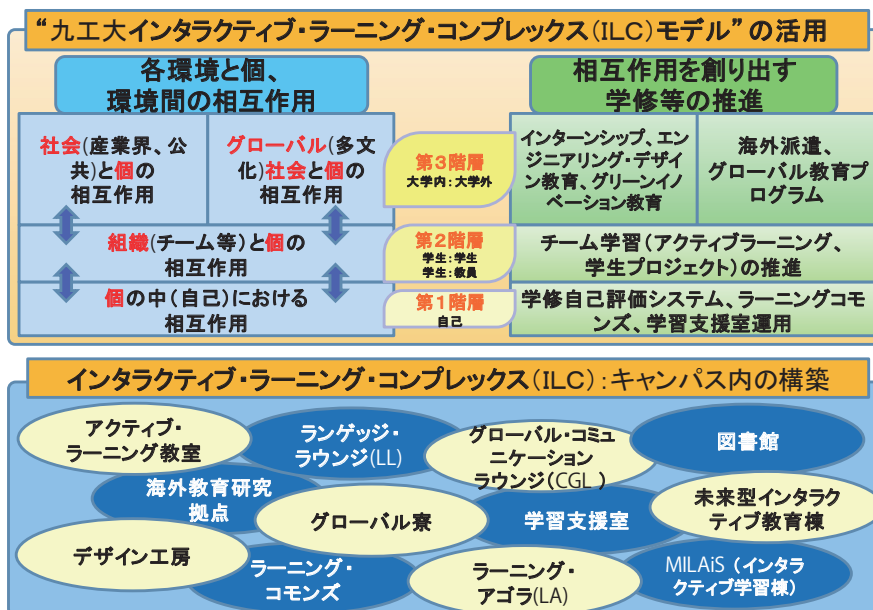 “九工大インタラクティブ・ラーニング・コンプレックス(ILC)モデル”の活用
各環境と個、
環境間の相互作用
相互作用を創り出す
学修等の推進
社会(産業界、公
共)と個の
相互作用
グローバル(多文
化)社会と個の
相互作用
第3階層
大学内:大学外
インターンシップ、エン
ジニアリング・デザイ
ン教育、グリーンイノ
ベーション教育
海外派遣、
グローバル教育プ
ログラム
組織(チーム等)と個の
相互作用
第2階層
学生:学生
学生:教員
チーム学習(アクティブラーニング、
学生プロジェクト)の推進
個の中(自己)における
相互作用
第1階層
自己
学修自己評価システム、ラーニングコモ
ンズ、学習支援室運用
インタラクティブ・ラーニング・コンプレックス(ILC):キャンパス内の構築
アクティブ・
ラーニング教室
ランゲッジ・
ラウンジ(LL)
グローバル・コミュ
ニケーション
ラウンジ(CGL)
図書館
海外教育研究
拠点
グローバル寮
学習支援室
未来型インタラク
ティブ教育棟
デザイン工房
ラーニング・
コモンズ
ラーニング・
アゴラ(LA)
MILAiS(インタラ
クティブ学習棟)